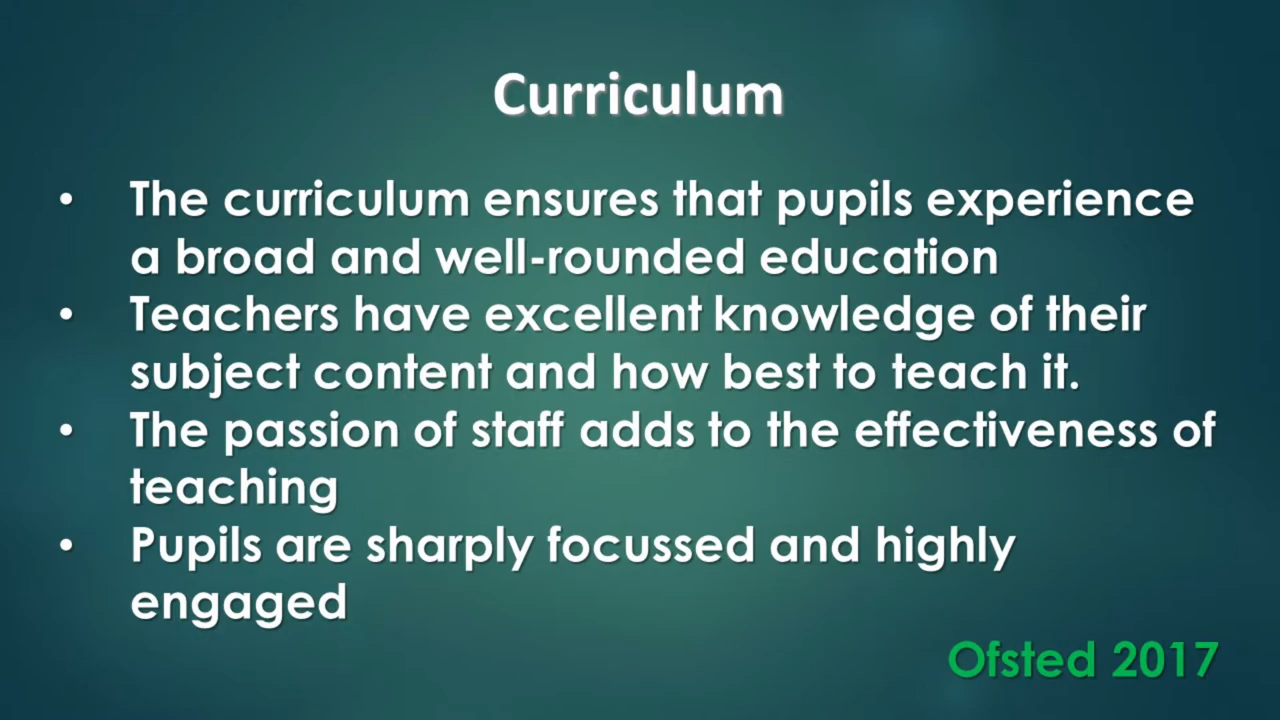 Curriculum
• The curriculum ensures that pupils experience
a broad and well-rounded education
• Teachers have excellent knowledge of their
subject content and how best to teach it.
• The passion of staff adds to the effectiveness of
teaching
• Pupils are sharply focussed and highly
engaged
Ofsted 2017